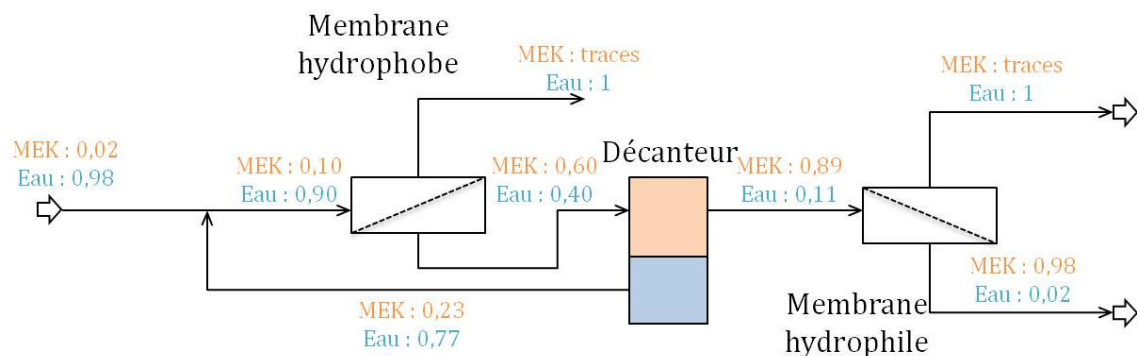 Membrane
hydrophobe
MEK : traces
Eau : 1
MEK : traces
Eau : 1
MEK : 0,02
Eau : 0,98
MEK : 0,10
Eau : 0,90
MEK : 0,60
Eau : 0,40
Décanteur
MEK : 0,89
Eau : 0,11
MEK : 0,23
Eau : 0,77
Membrane
hydrophile
MEK : 0,98
Eau : 0,02